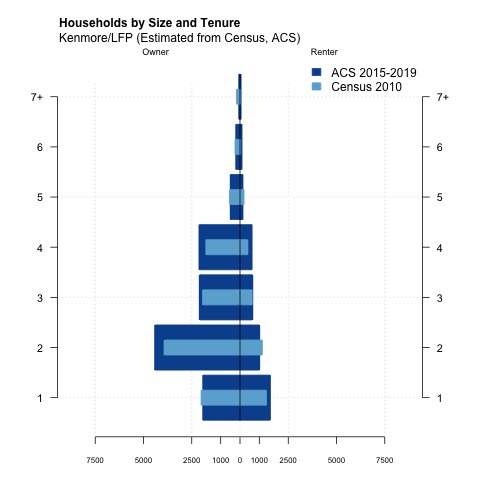 Households by Size and Tenure
Kenmore/LFP (Estimated from Census, ACS)
Owner Renter
ACS 2015-2019
Census 2010
7+ 7+
6 6
5 5
4 4
3 3
2 2
1 1
7500 5000 2500 1000 0 1000 2500 5000 7500